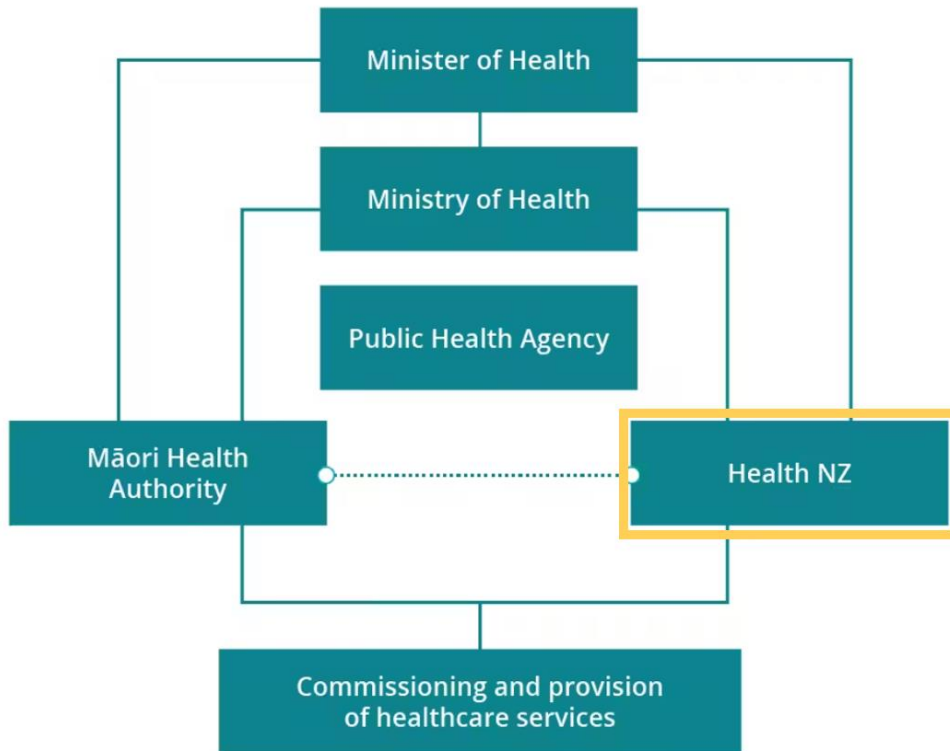 Minister of Health
Ministry of Health
Public Health Agency
Māori Health
Authority
Health NZ
Commissioning and provision
of healthcare services